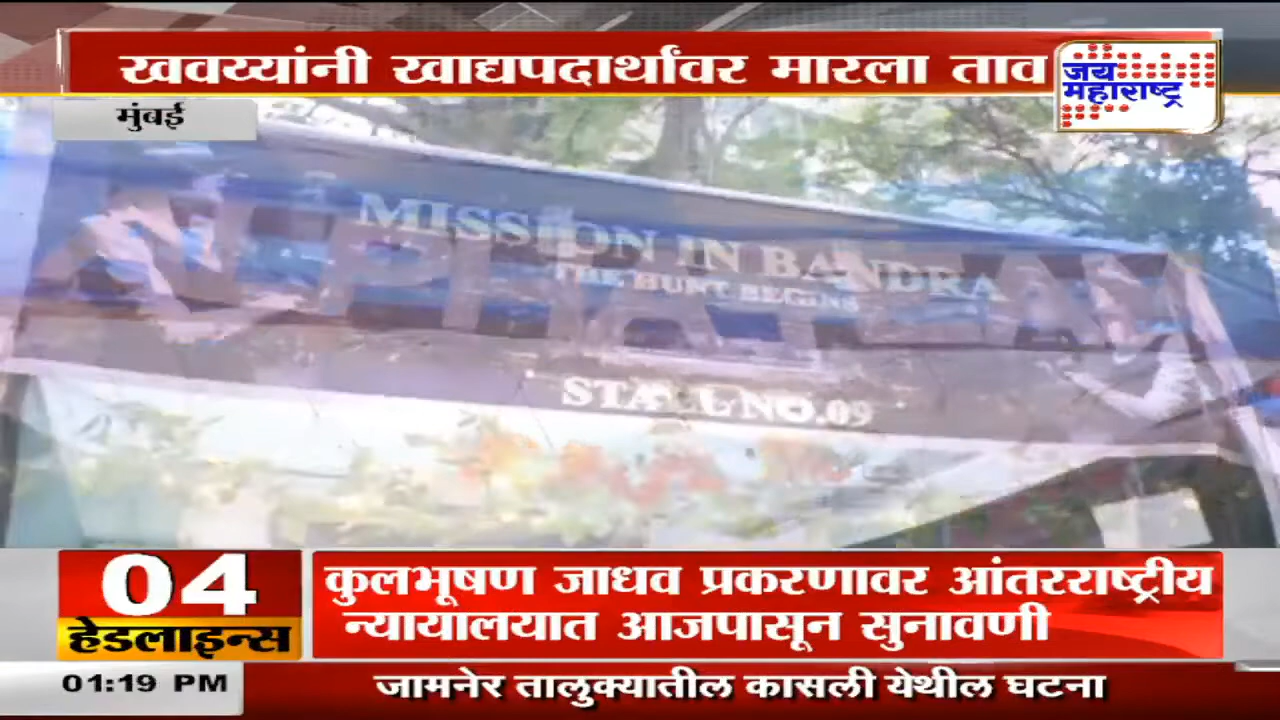 खवय्यांनी खाद्यपदार्थांवर मारला ताव
जय
महाराष्ट्र
मुंबई
MISSION IN BANDRA
THE HUNT BEGINS
STALL NO.09
04
हेडलाइन्स
कुलभूषण जाधव प्रकरणावर आंतरराष्ट्रीय
न्यायालयात आजपासून सुनावणी
01:19 PM
जामनेर तालुक्यातील कासली येथील घटना